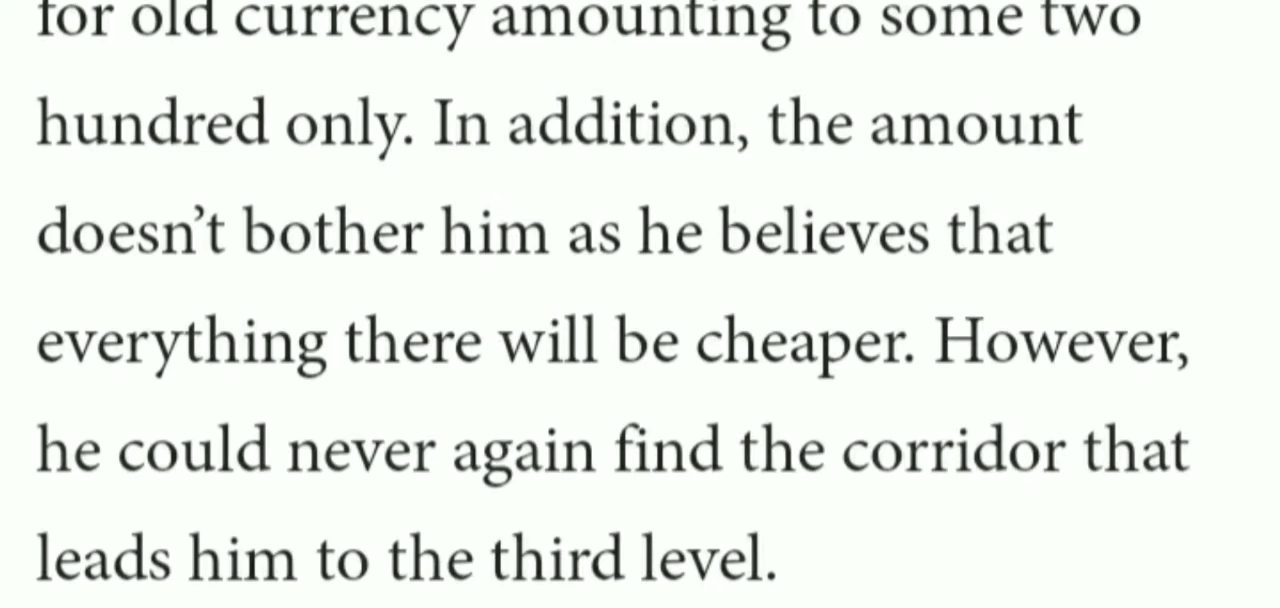 for old currency amounting to some two
hundred only. In addition, the amount
doesn’t bother him as he believes that
everything there will be cheaper. However,
he could never again find the corridor that
leads him to the third level.